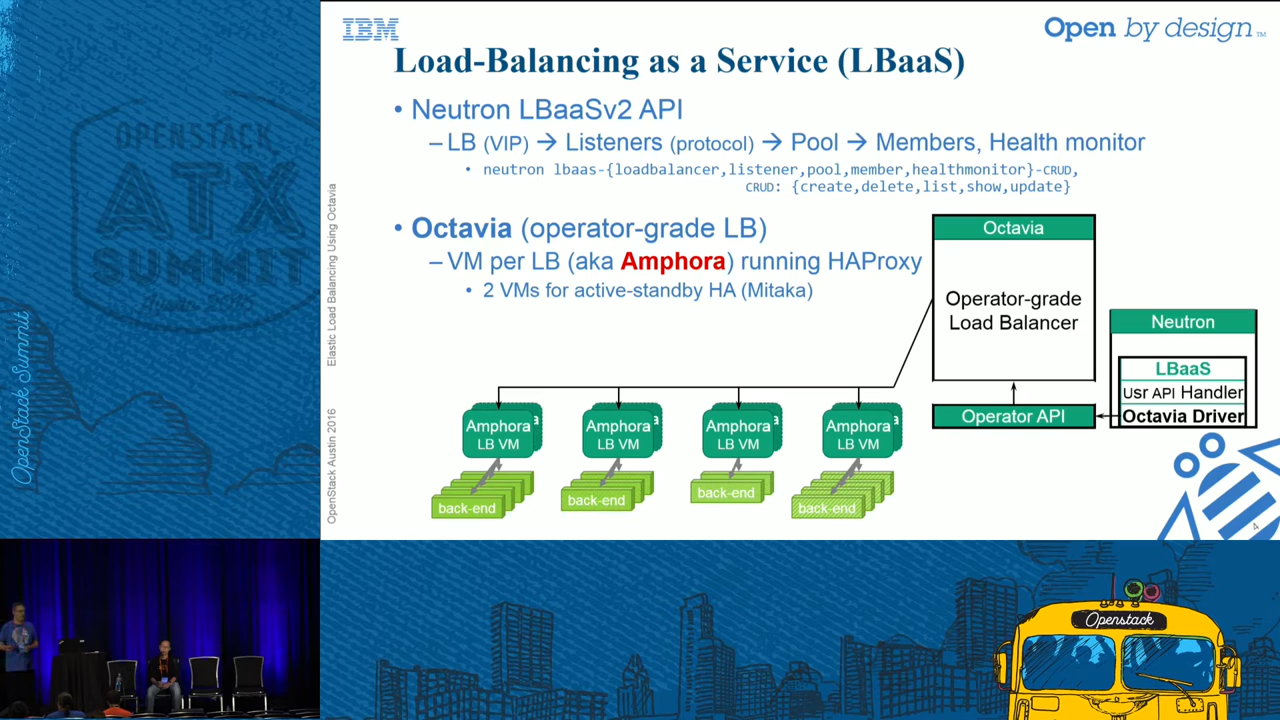 IBM
Open by design™
Load-Balancing as a Service (LBaaS)
• Neutron LBaaSv2 API
– LB (VIP) → Listeners (protocol) → Pool → Members, Health monitor
• neutron lbaas-{loadbalancer,listener,pool,member,healthmonitor}-CRUD,
CRUD: {create,delete,list,show,update}
• Octavia (operator-grade LB)
– VM per LB (aka Amphora) running HAProxy
• 2 VMs for active-standby HA (Mitaka)
Octavia
Operator-grade
Load Balancer
Operator API
Neutron
LBaaS
Usr API Handler
Octavia Driver
Amphora
LB VM
Amphora
LB VM
Amphora
LB VM
Amphora
LB VM
back-end
back-end
back-end
back-end
Elastic Load Balancing Using Octavia
OpenStack Austin 2016
4
OPENSTACK
ATX
SUMMIT
OpenStack Summit
Openstack